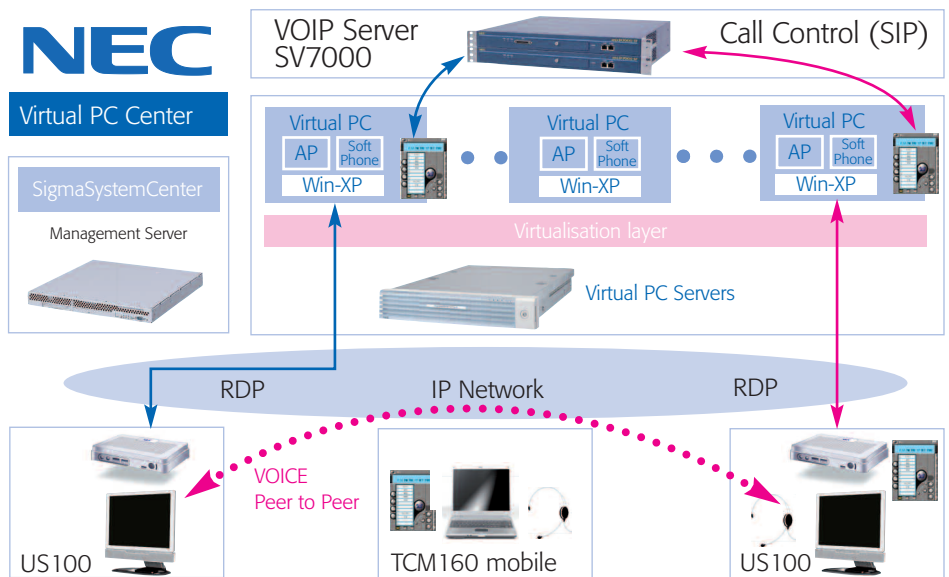 NEC
Virtual PC Center
VOIP Server
SV7000
Call Control (SIP)
SigmaSystemCenter
Management Server
Virtual PC
AP
Soft
Phone
Win-XP
Virtual PC
AP
Soft
Phone
Win-XP
Virtual PC
AP
Soft
Phone
Win-XP
Virtualisation layer
Virtual PC Servers
RDP
IP Network
RDP
VOICE
Peer to Peer
US100
TCM160 mobile
US100